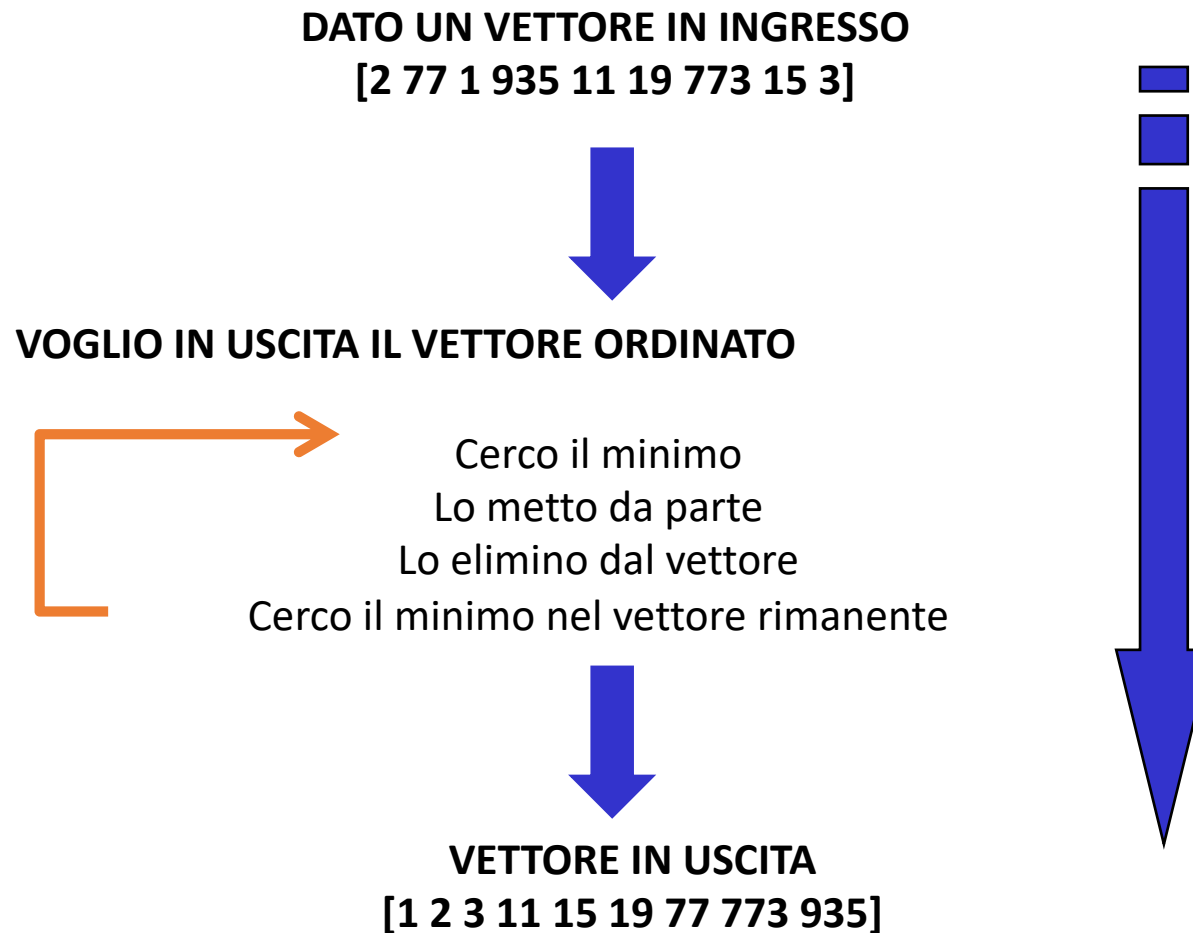 DATO UN VETTORE IN INGRESSO
[2 77 1 935 11 19 773 15 3]
VOGLIO IN USCITA IL VETTORE ORDINATO
Cerco il minimo
Lo metto da parte
Lo elimino dal vettore
Cerco il minimo nel vettore rimanente
VETTORE IN USCITA
[1 2 3 11 15 19 77 773 935]